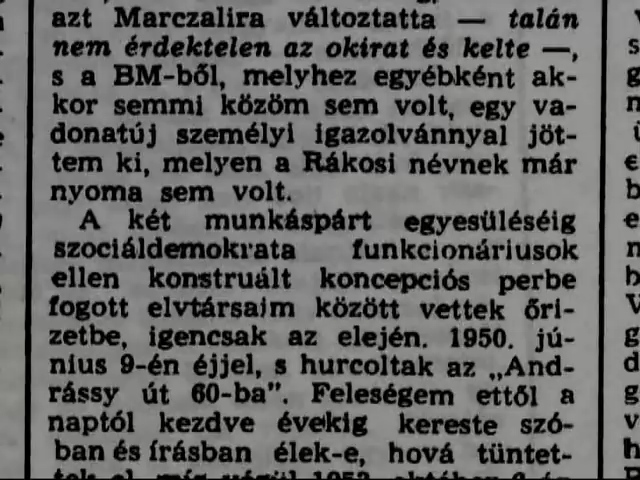 azt Marczalira változtatta — talán
nem érdektelen az okirat és kelte —,
s a BM-ből, melyhez egyébként ak-
kor semmi közöm sem volt, egy va-
donatúj személyi igazolvánnyal jöt-
tem ki, melyen a Rákosi névnek már
nyoma sem volt.
A két munkáspárt egyesüléséig
szociáldemokrata funkcionáriusok
ellen konstruált koncepciós perbe
fogott elvtársaim között vettek őri-
zetbe, igencsak az elején. 1950. jú-
nius 9-én éjjel, s hurcoltak az „And-
rássy út 60-ba”. Feleségem ettől a
naptól kezdve évekig kereste szó-
ban és írásban élek-e, hová tüntet-